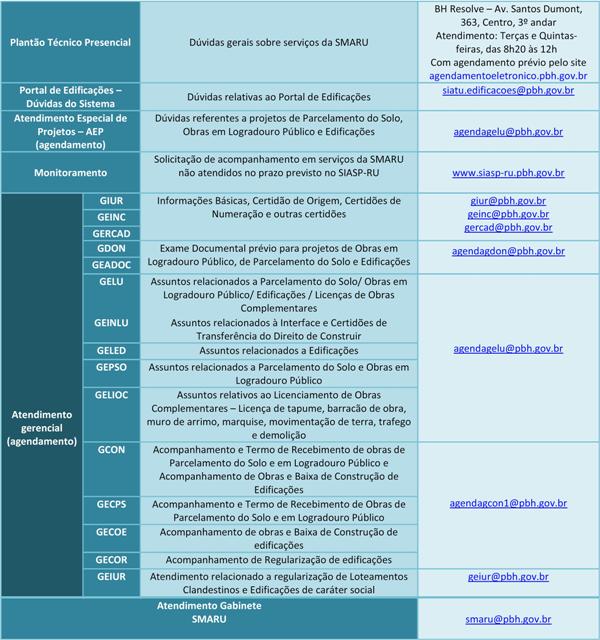 Plantão Técnico Presencial
Dúvidas gerais sobre serviços da SMARU
BH Resolve – Av. Santos Dumont,
363, Centro, 3º andar
Atendimento: Terças e Quintas-
feiras, das 8h20 às 12h
Com agendamento prévio pelo site
agendamentoeletronico.pbh.gov.br
Portal de Edificações –
Dúvidas do Sistema
Dúvidas relativas ao Portal de Edificações
siatu.edificacoes@pbh.gov.br
Atendimento Especial de
Projetos – AEP
(agendamento)
Dúvidas referentes a projetos de Parcelamento do Solo,
Obras em Logradouro Público e Edificações
agendagelu@pbh.gov.br
Monitoramento
Solicitação de acompanhamento em serviços da SMARU
não atendidos no prazo previsto no SIASP-RU
www.siasp-ru.pbh.gov.br
Atendimento
gerencial
(agendamento)
GIUR
GEINC
GERCAD
Informações Básicas, Certidão de Origem, Certidões de
Numeração e outras certidões
giur@pbh.gov.br
geinc@pbh.gov.br
gercad@pbh.gov.br
GDON
GEADOC
Exame Documental prévio para projetos de Obras em
Logradouro Público, de Parcelamento do Solo e Edificações
agendagdon@pbh.gov.br
GELU
Assuntos relacionados a Parcelamento do Solo/ Obras em
Logradouro Público/ Edificações / Licenças de Obras
Complementares
GEINLU
Assuntos relacionados à Interface e Certidões de
Transferência do Direito de Construir
GELED
Assuntos relacionados a Edificações
GEPSO
Assuntos relacionados a Parcelamento do Solo e Obras em
Logradouro Público
GELIOC
Assuntos relativos ao Licenciamento de Obras
Complementares – Licença de tapume, barracão de obra,
muro de arrimo, marquise, movimentação de terra, trafego
e demolição
agendagelu@pbh.gov.br
GCON
Acompanhamento e Termo de Recebimento de obras de
Parcelamento do Solo e em Logradouro Público e
Acompanhamento de Obras e Baixa de Construção de
Edificações
GECPS
Acompanhamento e Termo de Recebimento de Obras de
Parcelamento do Solo e em Logradouro Público
GECOE
Acompanhamento de obras e Baixa de Construção de
edificações
GECOR
Acompanhamento de Regularização de edificações
agendagcon1@pbh.gov.br
GEIUR
Atendimento relacionado a regularização de Loteamentos
Clandestinos e Edificações de caráter social
geiur@pbh.gov.br
Atendimento Gabinete
SMARU
smaru@pbh.gov.br